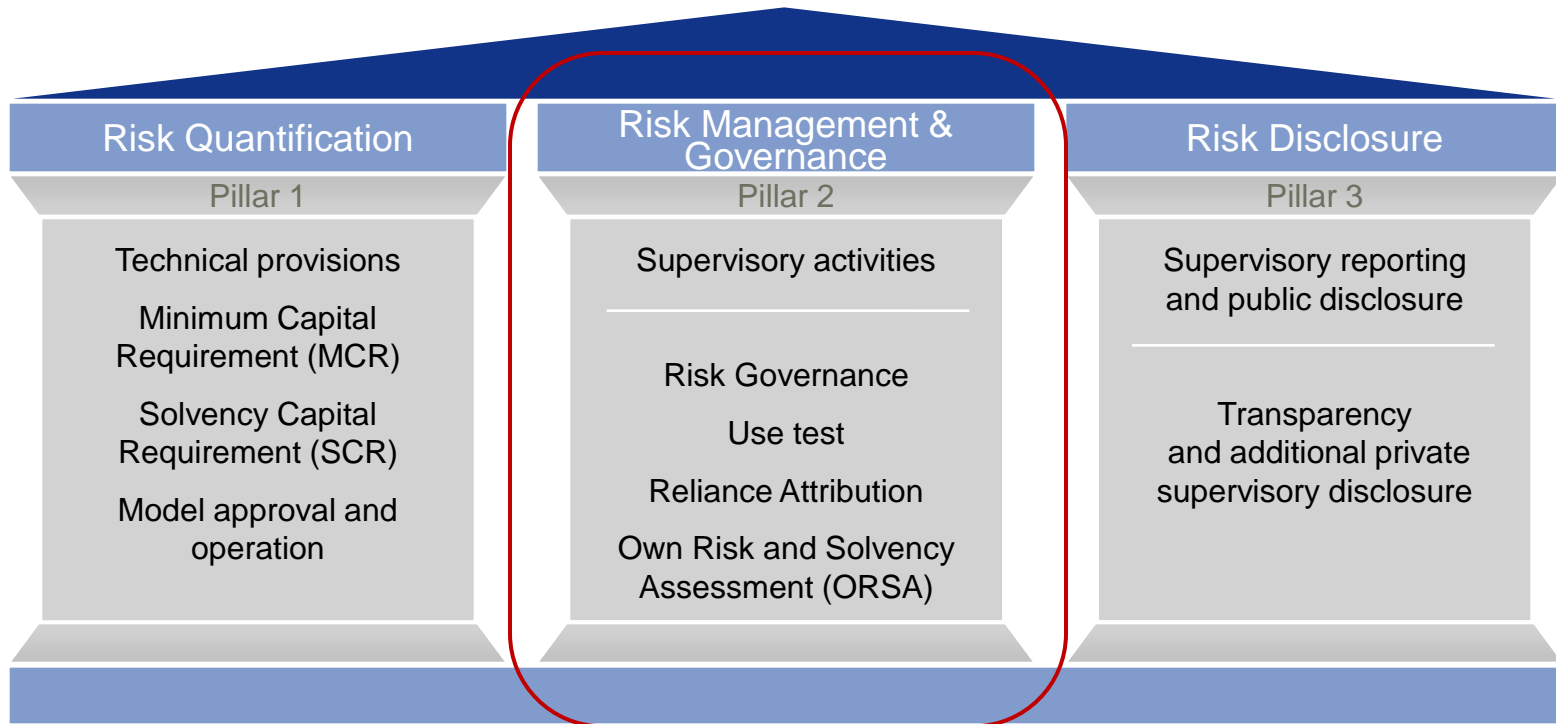 Risk Quantification
Pillar 1
Technical provisions
Minimum Capital
Requirement (MCR)
Solvency Capital
Requirement (SCR)
Model approval and
operation
Risk Management &
Governance
Pillar 2
Supervisory activities
Risk Governance
Use test
Reliance Attribution
Own Risk and Solvency
Assessment (ORSA)
Risk Disclosure
Pillar 3
Supervisory reporting
and public disclosure
Transparency
and additional private
supervisory disclosure